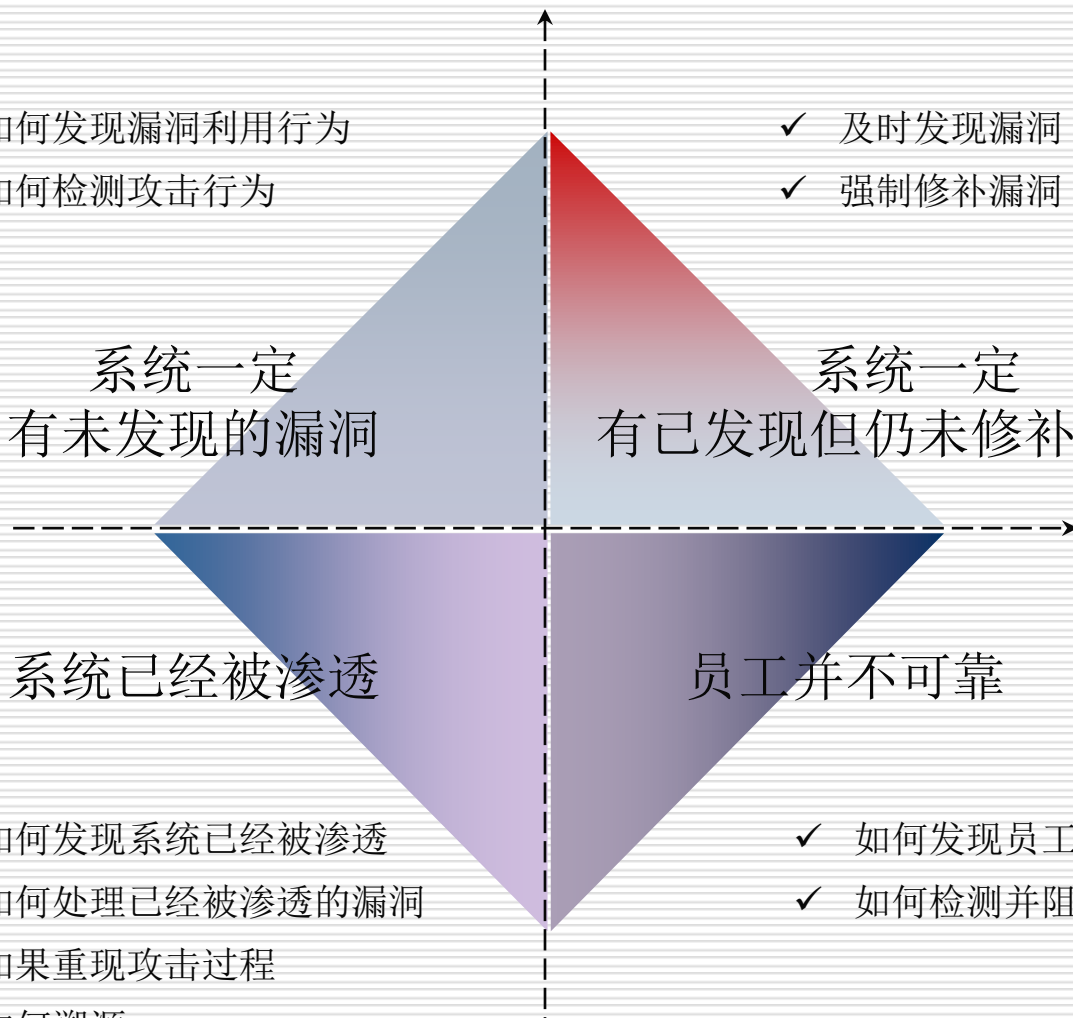 如何发现漏洞利用行为
如何检测攻击行为
✓ 及时发现漏洞
✓ 强制修补漏洞
系统一定
有未发现的漏洞
系统一定
有已发现但仍未修补
系统已经被渗透
员工并不可靠
如何发现系统已经被渗透
如何处理已经被渗透的漏洞
如果重现攻击过程
如何溯源
✓ 如何发现员工
✓ 如何检测并阻